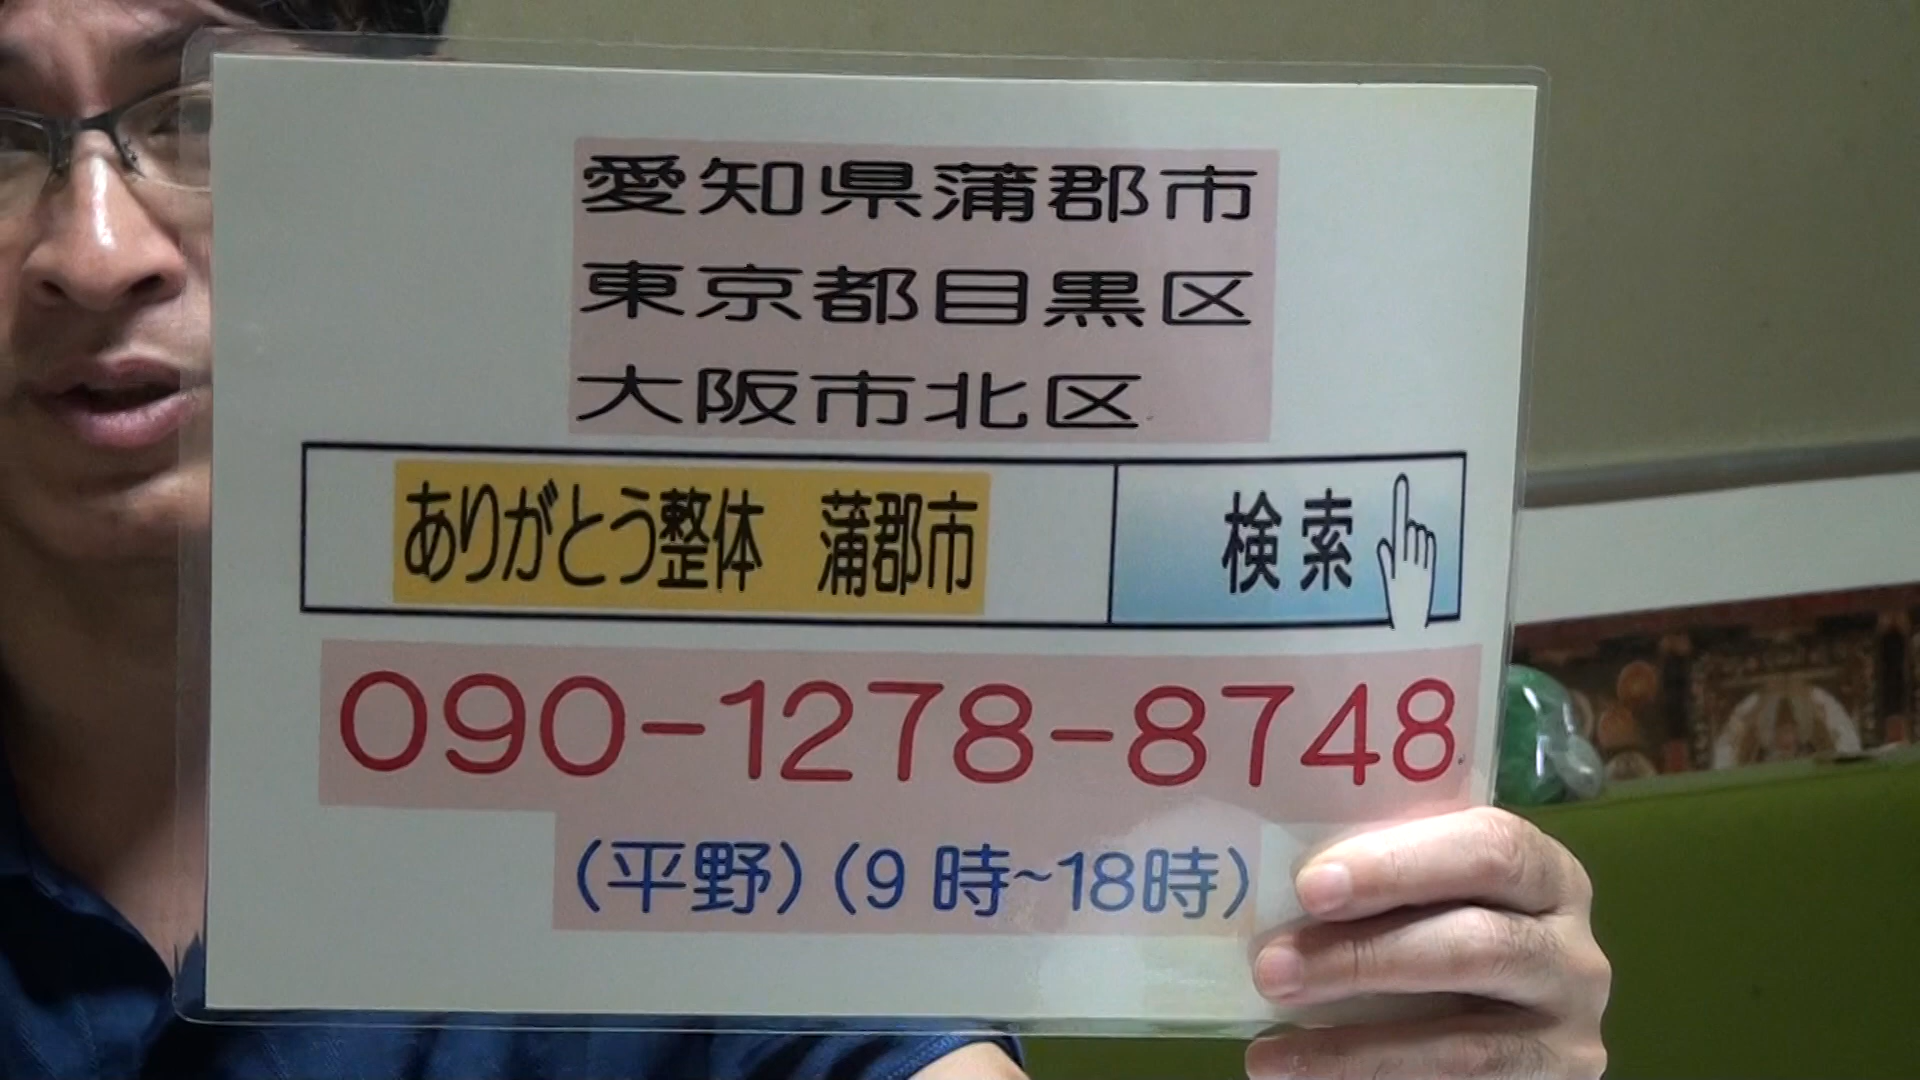 愛知県蒲郡市
東京都目黒区
大阪市北区
ありがとう整体　蒲郡市
検索
090-1278-8748
(平野)(9時~18時)